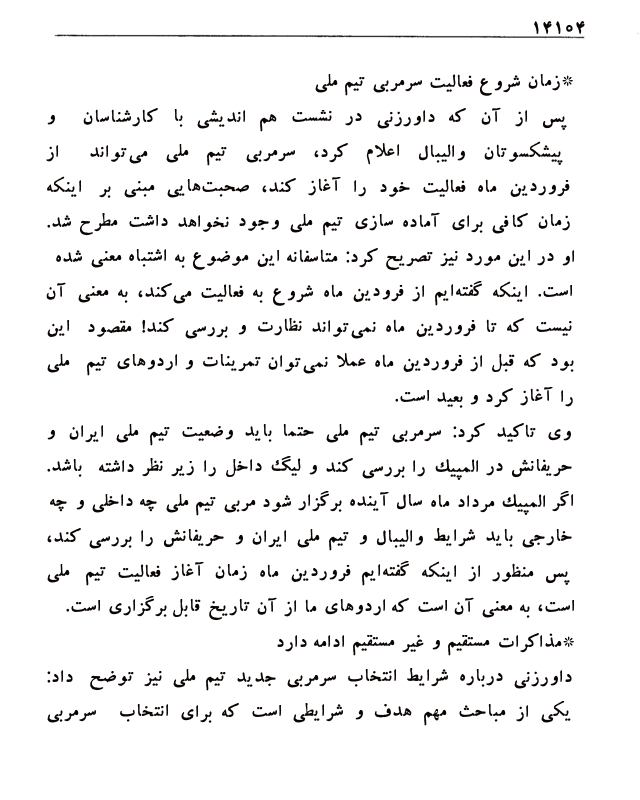 ۱۴۱۰۴
*زمان شروع فعالیت سرمربی تیم ملی
پس از آن که داورزنی در نشست هم اندیشی با کارشناسان و
پیشکسوتان والیبال اعلام کرد، سرمربی تیم ملی می‌تواند از
فروردین ماه فعالیت خود را آغاز کند، صحبت‌هایی مبنی بر اینکه
زمان کافی برای آماده سازی تیم ملی وجود نخواهد داشت مطرح شد.
او در این مورد نیز تصریح کرد: متاسفانه این موضوع به اشتباه معنی شده
است. اینکه گفته‌ایم از فرودین ماه شروع به فعالیت می‌کند، به معنی آن
نیست که تا فروردین ماه نمی‌تواند نظارت و بررسی کند! مقصود این
بود که قبل از فروردین ماه عملا نمی‌توان تمرینات و اردوهای تیم ملی
را آغاز کرد و بعید است.
وی تاکید کرد: سرمربی تیم ملی حتما باید وضعیت تیم ملی ایران و
حریفانش در المپیك را بررسی کند و لیگ داخل را زیر نظر داشته باشد.
اگر المپیك مرداد ماه سال آینده برگزار شود مربی تیم ملی چه داخلی و چه
خارجی باید شرایط والیبال و تیم ملی ایران و حریفانش را بررسی کند،
پس منظور از اینکه گفته‌ایم فروردین ماه زمان آغاز فعالیت تیم ملی
است، به معنی آن است که اردوهای ما از آن تاریخ قابل برگزاری است.
*مذاکرات مستقیم و غیر مستقیم ادامه دارد
داورزنی درباره شرایط انتخاب سرمربی جدید تیم ملی نیز توضح داد:
یکی از مباحث مهم هدف و شرایطی است که برای انتخاب سرمربی